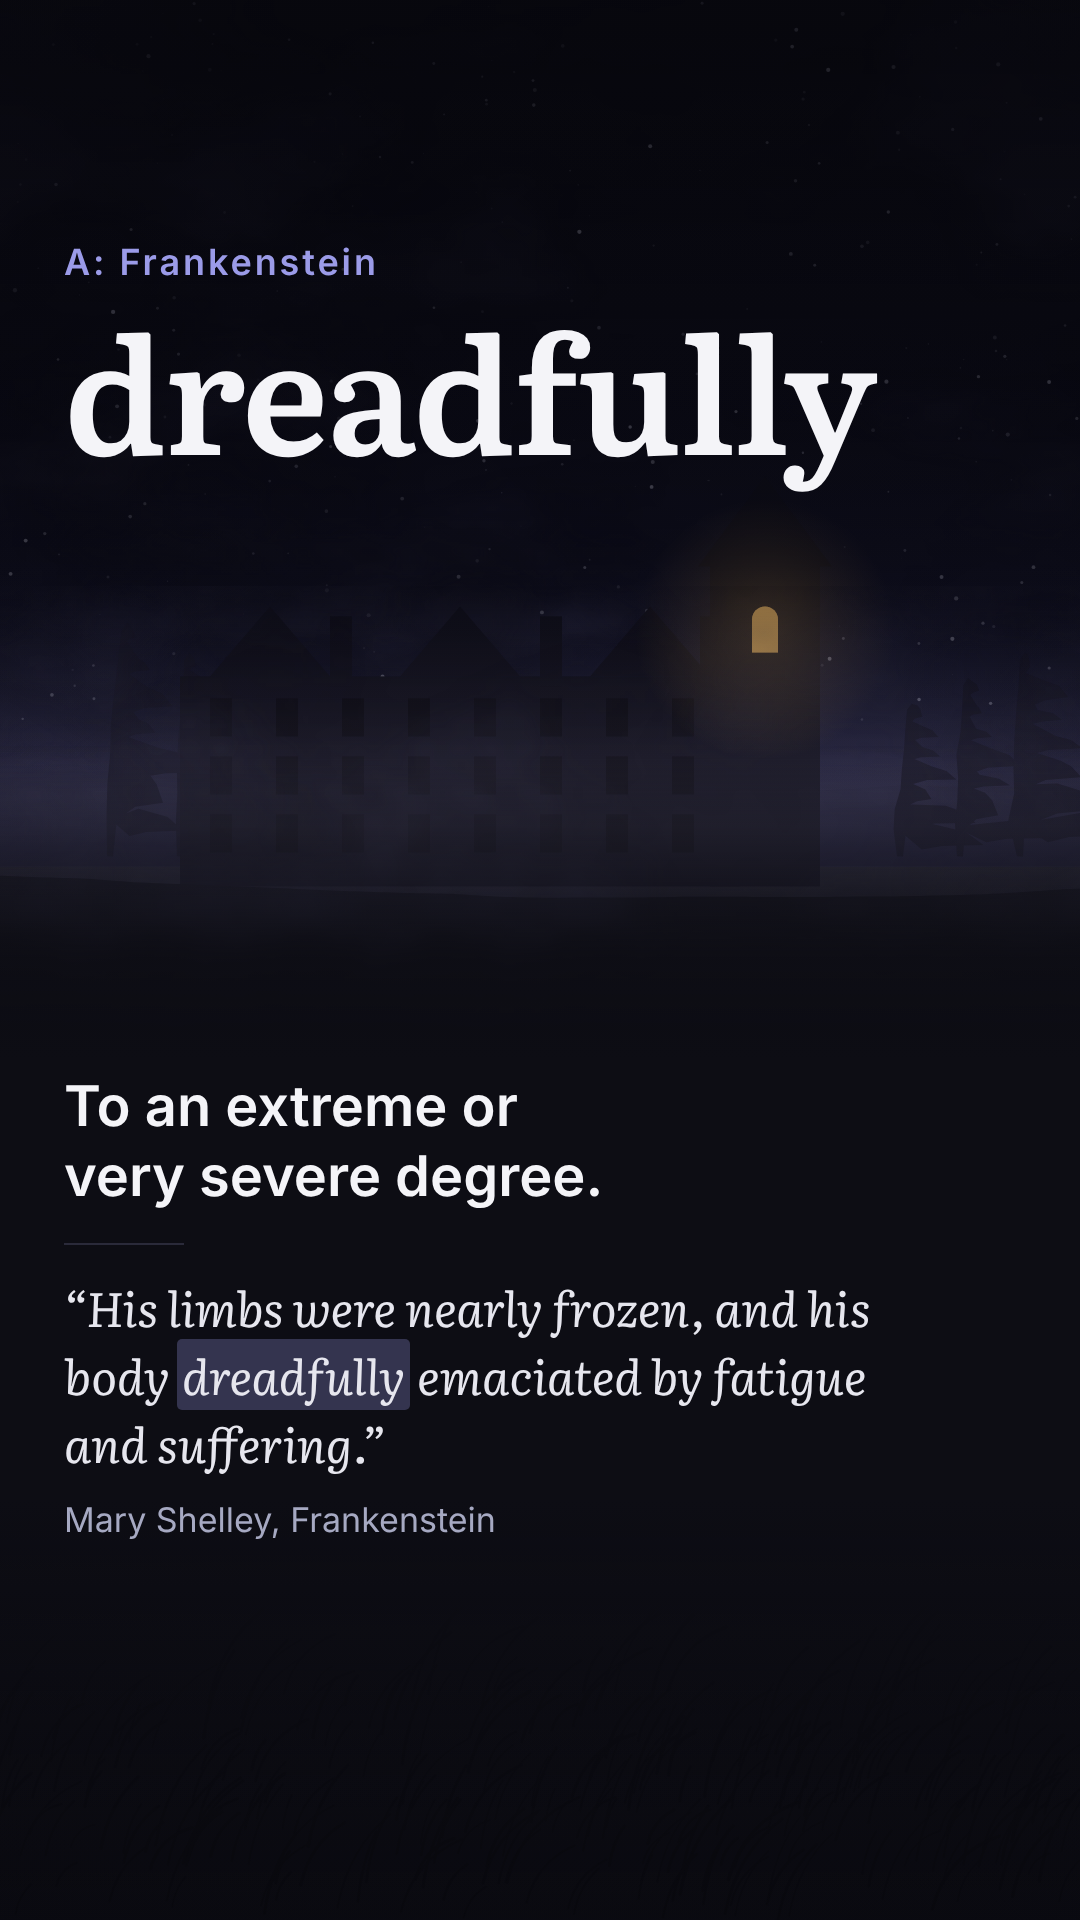 A: Frankenstein
dreadfully
To an extreme or
very severe degree.
“His limbs were nearly frozen, and his
body dreadfully emaciated by fatigue
and suffering.”
Mary Shelley, Frankenstein